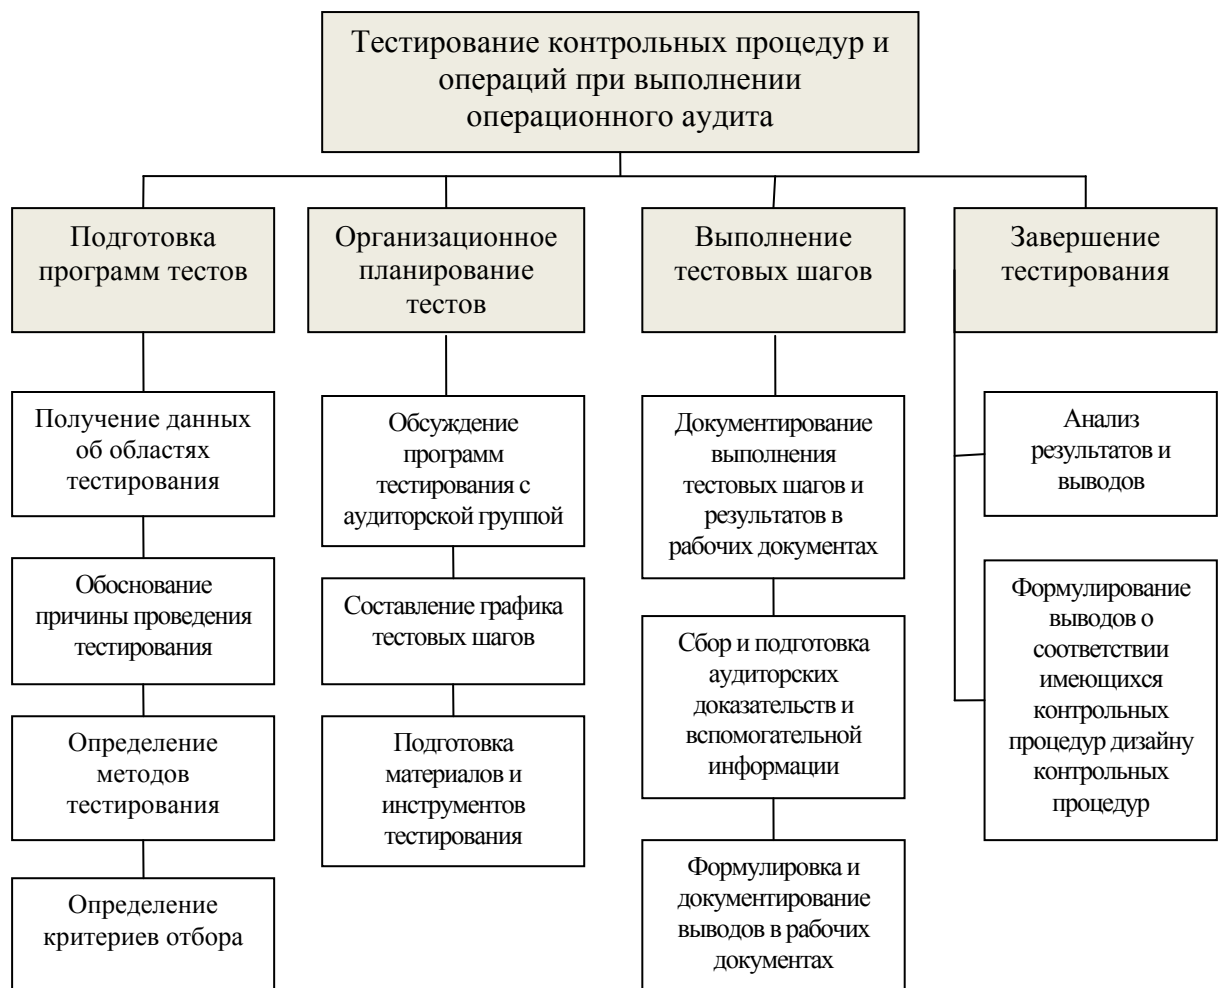 Тестирование контрольных процедур и
операций при выполнении
операционного аудита
Подготовка
программ тестов
Получение данных
об областях
тестирования
Обоснование
причины проведения
тестирования
Определение
методов
тестирования
Определение
критериев отбора
Организационное
планирование
тестов
Обсуждение
программ
тестирования с
аудиторской группой
Составление графика
тестовых шагов
Подготовка
материалов и
инструментов
тестирования
Выполнение
тестовых шагов
Документирование
выполнения
тестовых шагов и
результатов в
рабочих документах
Сбор и подготовка
аудиторских
доказательств и
вспомогательной
информации
Формулировка и
документирование
выводов в рабочих
документах
Завершение
тестирования
Анализ
результатов и
выводов
Формулирование
выводов о
соответствии
имеющихся
контрольных
процедур дизайну
контрольных
процедур